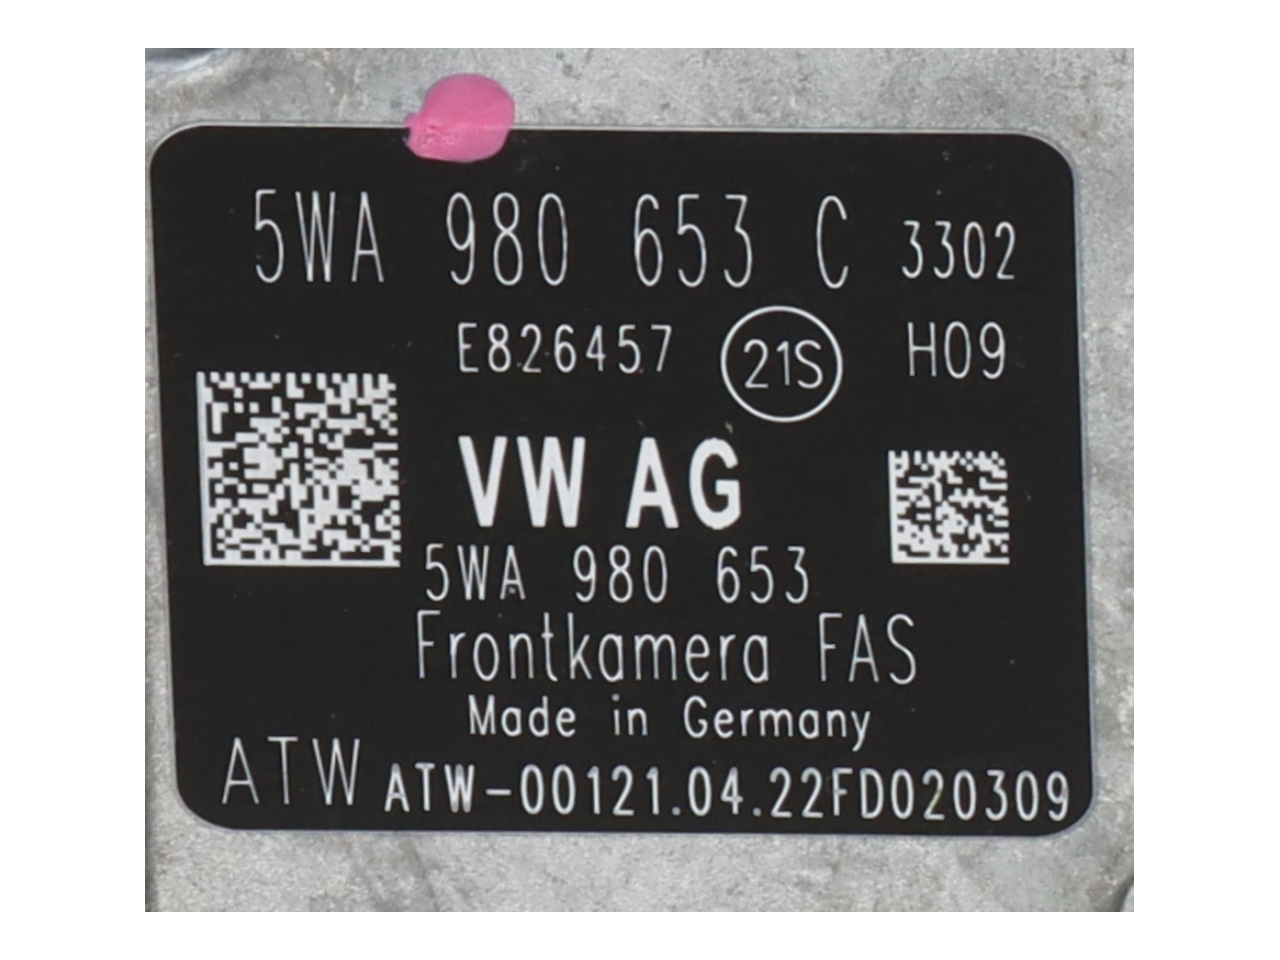 5WA 980 653 C 3302
E826457 21S H09
VW AG
5WA 980 653
Frontkamera FAS
Made in Germany
ATW ATW-00121.04.22FD020309